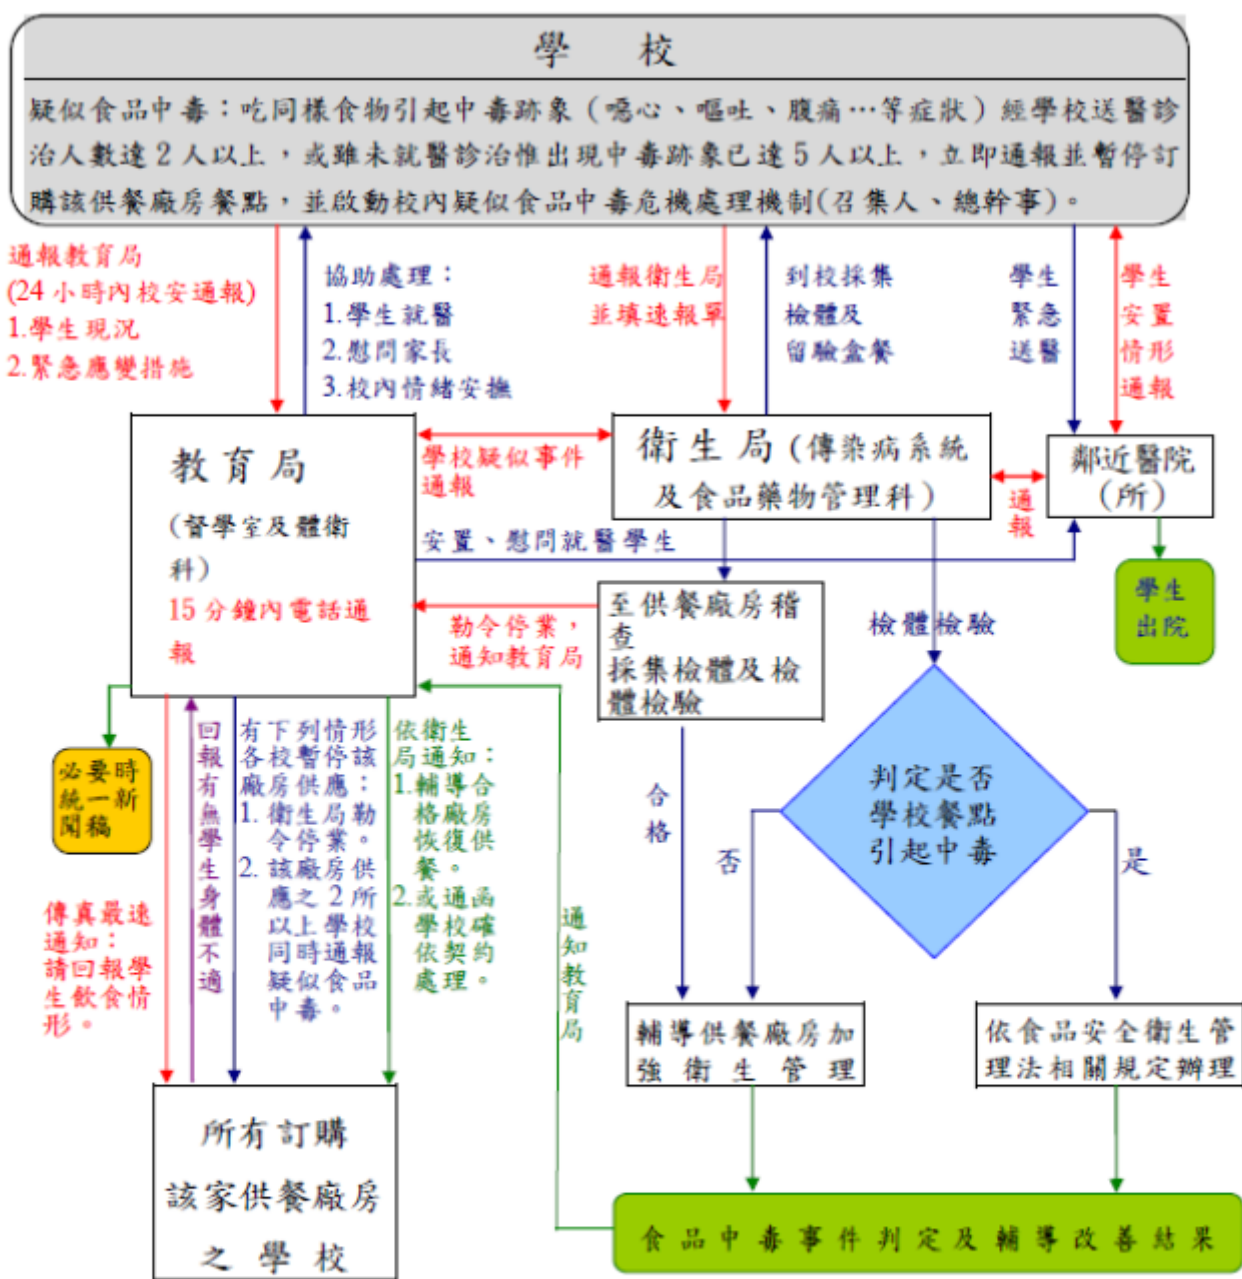 學 校
疑似食品中毒：吃同樣食物引起中毒跡象（噁心、嘔吐、腹痛…等症狀）經學校送醫診
治人數達2人以上，或雖未就醫診治惟出現中毒跡象已達5人以上，立即通報並暫停訂
購該供餐廠房餐點，並啟動校內疑似食品中毒危機處理機制(召集人、總幹事)。
通報教育局
(24小時內校安通報)
1.學生現況
2.緊急應變措施
協助處理：
1.學生就醫
2.慰問家長
3.校內情緒安撫
通報衛生局
並填速報單
到校採集
檢體及
留驗盒餐
學生
緊急
送醫
學生
安置
情形
通報
教育局
(督學室及體衛
科)
15分鐘內電話通
報
學校疑似事件
通報
衛生局(傳染病系統
及食品藥物管理科)
通
報
鄰近醫院
(所)
安置、慰問就醫學生
學生
出院
勒令停業，
通知教育局
至供餐廠房稽
查
採集檢體及檢
體檢驗
檢體檢驗
必要時
統一新
聞稿
回報有無學生身體不適
有下列情形
各校暫停該
廠房供應：
1. 衛生局勒
令停業。
2. 該廠房供
應之2所
以上學校
同時通報
疑似食品
中毒。
依衛生
局通知：
1.輔導合
格廠房
恢復供
餐。
2.或通函
學校確
依契約
處理。
合格
判定是否
學校餐點
引起中毒
否
是
傳真最速
通知：
請回報學
生飲食情
形。
通知教育局
輔導供餐廠房加
強衛生管理
依食品安全衛生管
理法相關規定辦理
所有訂購
該家供餐廠房
之學校
食品中毒事件判定及輔導改善結果